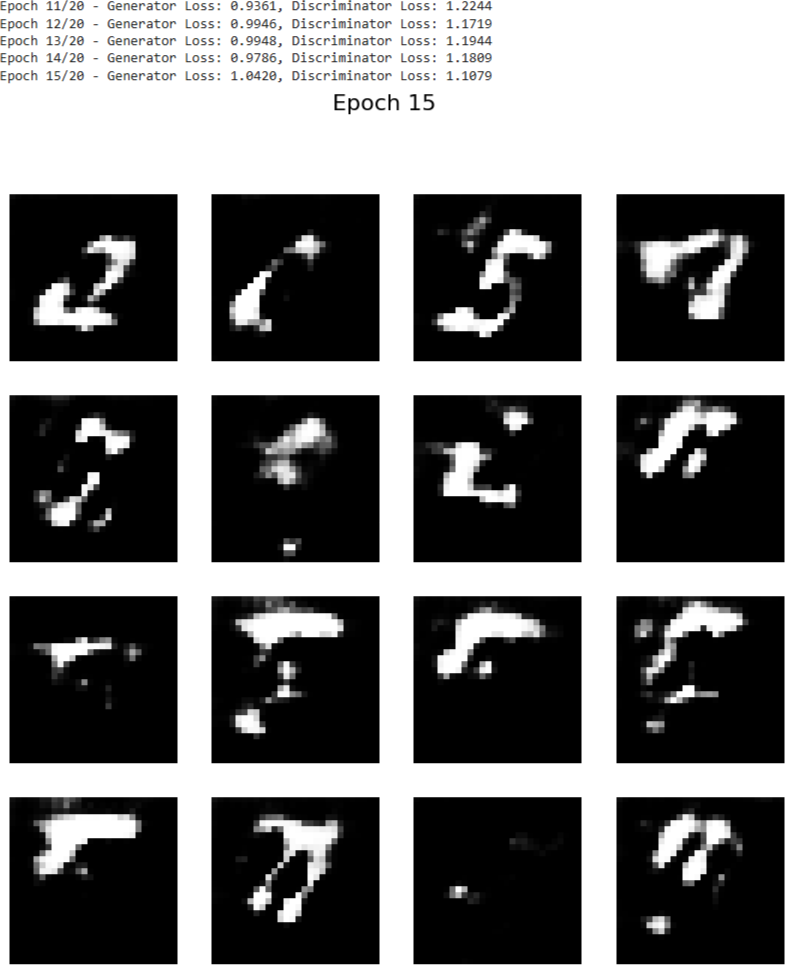 Epoch 11/20 - Generator Loss: 0.9361, Discriminator Loss: 1.2244
Epoch 12/20 - Generator Loss: 0.9946, Discriminator Loss: 1.1719
Epoch 13/20 - Generator Loss: 0.9948, Discriminator Loss: 1.1944
Epoch 14/20 - Generator Loss: 0.9786, Discriminator Loss: 1.1809
Epoch 15/20 - Generator Loss: 1.0420, Discriminator Loss: 1.1079
Epoch 15